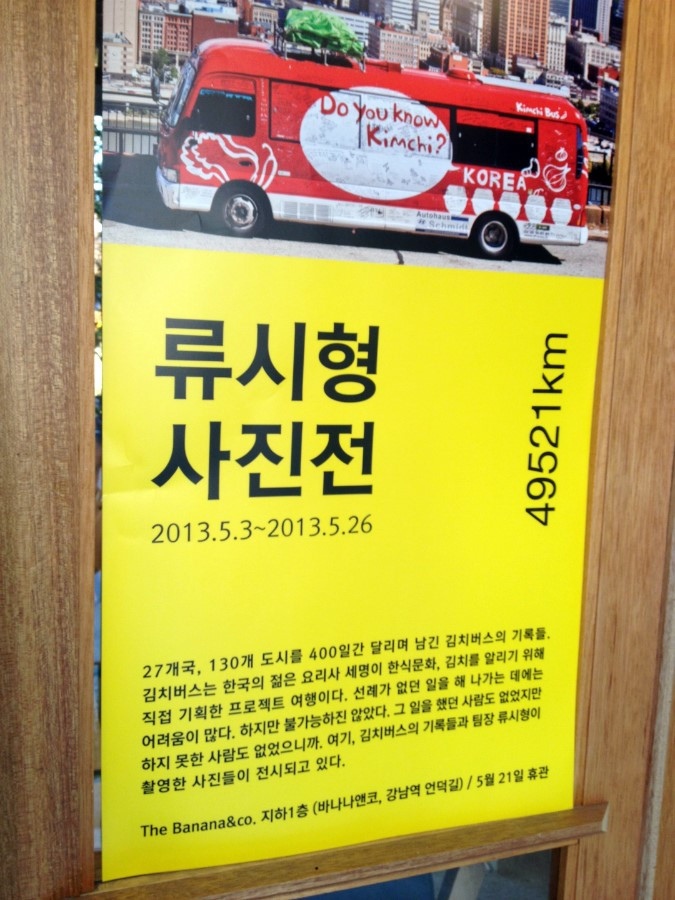 Do you know
Kimchi?
Kimchi Bus
KOREA
Autohaus
Schmidt
류시형
사진전
49521km
2013.5.3~2013.5.26
27개국, 130개 도시를 400일간 달리며 남긴 김치버스의 기록들.
김치버스는 한국의 젊은 요리사 세명이 한식문화, 김치를 알리기 위해
직접 기획한 프로젝트 여행이다. 선례가 없던 일을 해 나가는 데에는
어려움이 많다. 하지만 불가능하진 않았다. 그 일을 했던 사람도 없었지만
하지 못한 사람도 없었으니까. 여기, 김치버스의 기록들과 팀장 류시형이
촬영한 사진들이 전시되고 있다.
The Banana&co. 지하1층 (바나나앤코, 강남역 언덕길) / 5월 21일 휴관